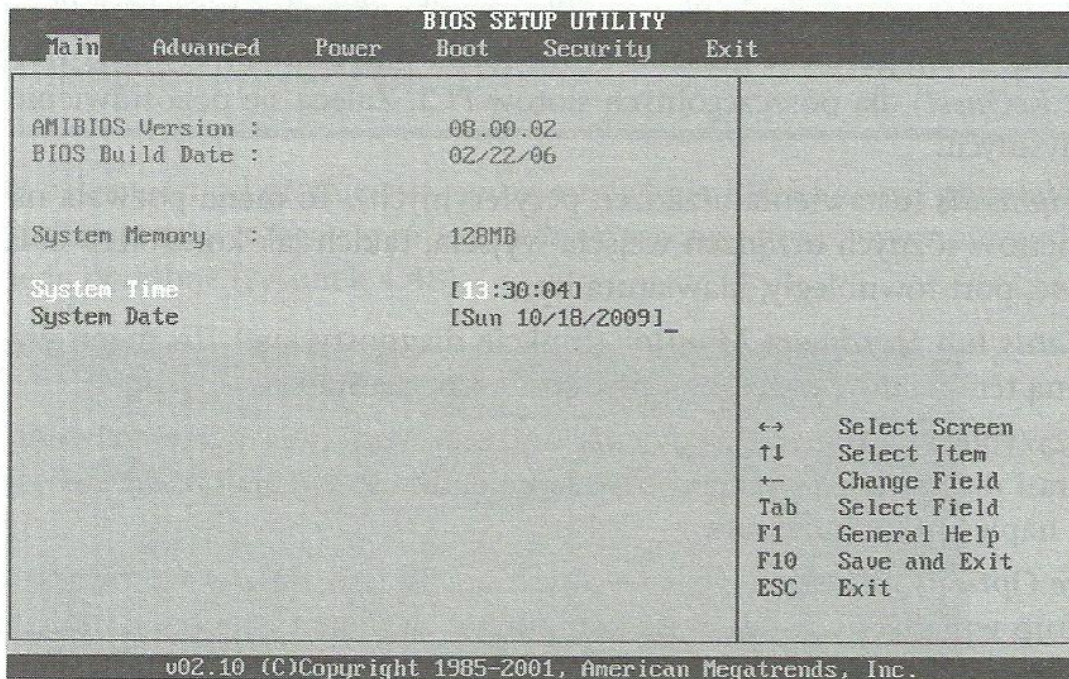 BIOS SETUP UTILITY
Main Advanced Power Boot Security Exit
AMIBIOS Version : 08.00.02
BIOS Build Date : 02/22/06
System Memory : 128MB
System Time [13:30:04]
System Date [Sun 10/18/2009]_
←→ Select Screen
↑↓ Select Item
+- Change Field
Tab Select Field
F1 General Help
F10 Save and Exit
ESC Exit
v02.10 (C)Copyright 1985-2001, American Megatrends, Inc.